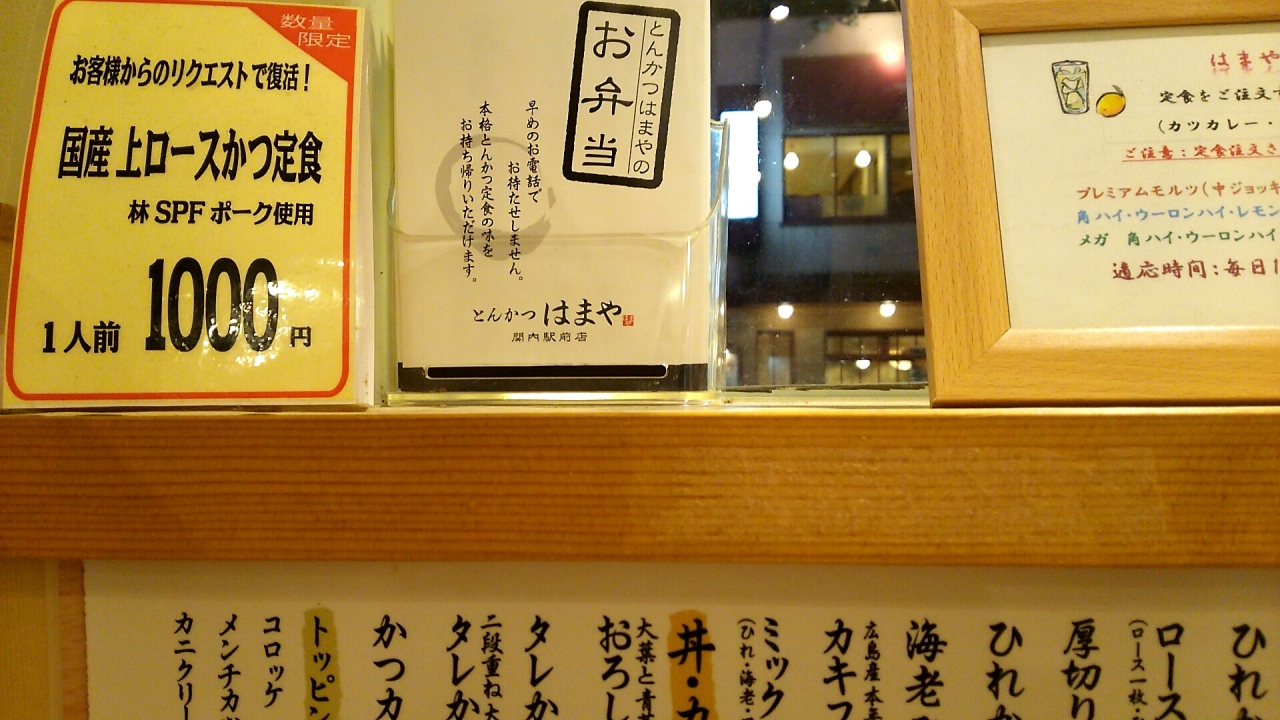 数量
限定
お客様からのリクエストで復活!
国産 上ロースかつ定食
林SPFポーク使用
1人前 1000円
とんかつはまやの
お弁当
早めのお電話で
お待たせしません。
本格とんかつ定食の味を
お持ち帰りいただけます。
とんかつ はまや
関内駅前店
はまや
定食をご注文
(カツカレー・
ご注意:定食注文
プレミアムモルツ(中ジョッキ
角ハイ・ウーロンハイ・レモン
メガ 角ハイ・ウーロンハイ
適応時間:毎日1
ひれか
ロース
(ロース一枚・
厚切り
ひれか
海老
カキフ
広島産
ミック
(ひれ・海老・
丼・カ
大葉と青
おろし
タレか
二段重ね
タレか
かつカ
トッピン
コロッケ
メンチカ
カニクリー